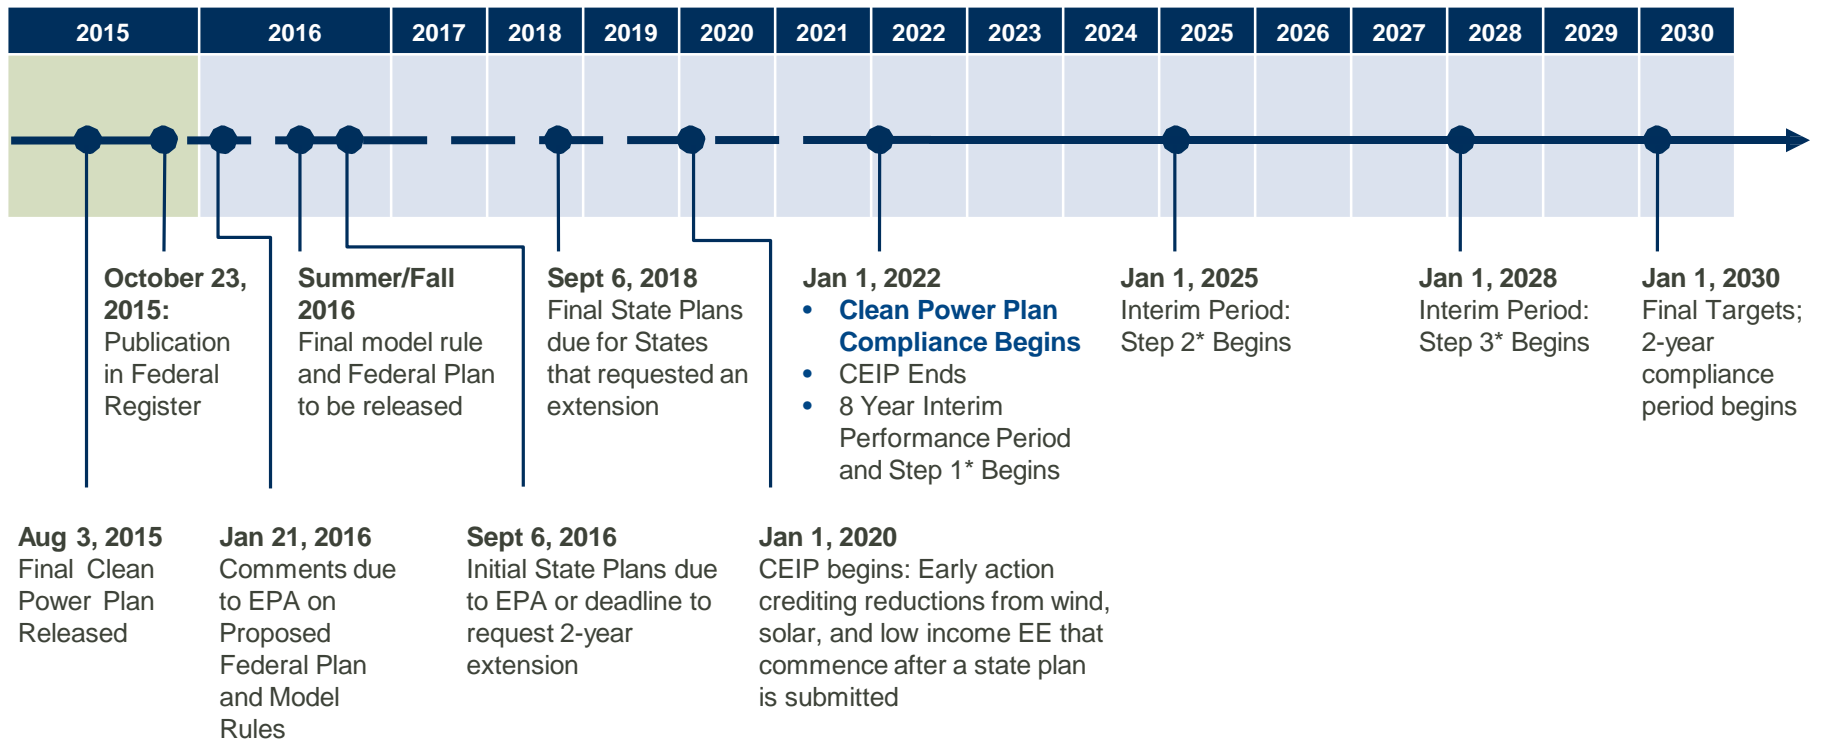 2015 2016 2017 2018 2019 2020 2021 2022 2023 2024 2025 2026 2027 2028 2029 2030
October 23,
2015:
Publication
in Federal
Register
Summer/Fall
2016
Final model rule
and Federal Plan
to be released
Sept 6, 2018
Final State Plans
due for States
that requested an
extension
Jan 1, 2022
• Clean Power Plan
Compliance Begins
• CEIP Ends
• 8 Year Interim
Performance Period
and Step 1* Begins
Jan 1, 2025
Interim Period:
Step 2* Begins
Jan 1, 2028
Interim Period:
Step 3* Begins
Jan 1, 2030
Final Targets;
2-year
compliance
period begins
Aug 3, 2015
Final Clean
Power Plan
Released
Jan 21, 2016
Comments due
to EPA on
Proposed
Federal Plan
and Model
Rules
Sept 6, 2016
Initial State Plans due
to EPA or deadline to
request 2-year
extension
Jan 1, 2020
CEIP begins: Early action
crediting reductions from wind,
solar, and low income EE that
commence after a state plan
is submitted